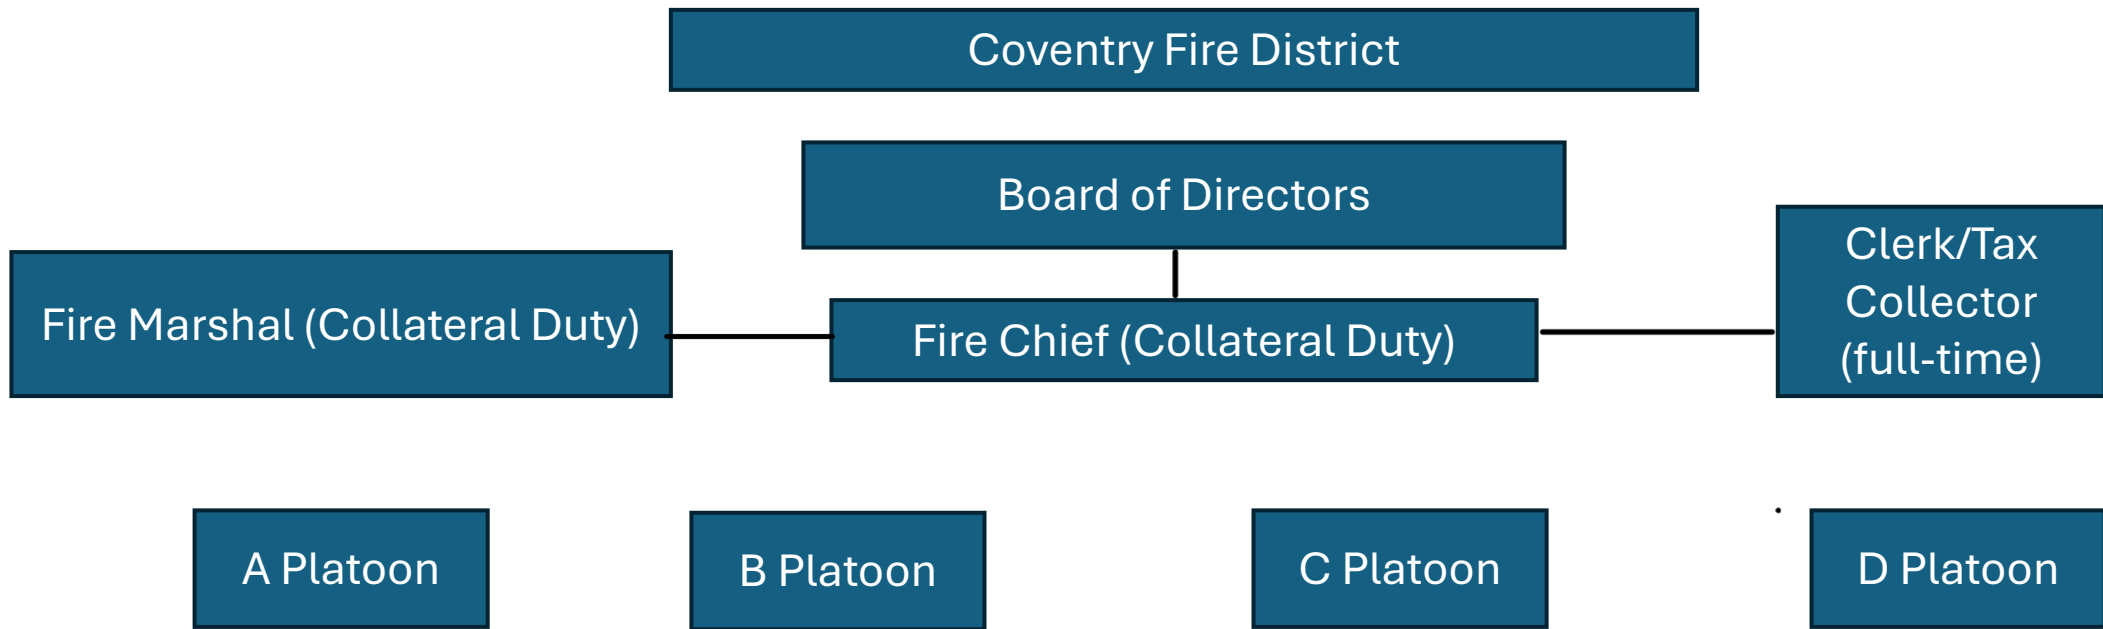 Coventry Fire District
Board of Directors
Fire Marshal (Collateral Duty)
Fire Chief (Collateral Duty)
Clerk/Tax
Collector
(full-time)
A Platoon
B Platoon
C Platoon
D Platoon